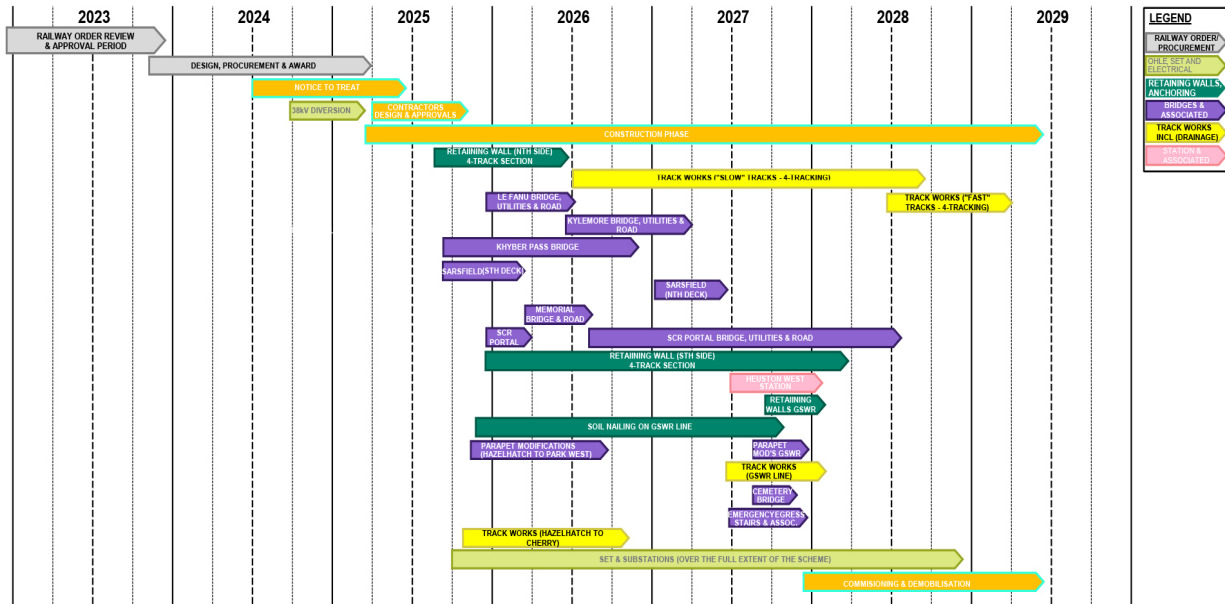 2023 2024 2025 2026 2027 2028 2029
LEGEND
RAILWAY ORDER/
PROCUREMENT
OHLE, SET AND
ELECTRICAL
RETAINING WALLS,
ANCHORING
BRIDGES &
ASSOCIATED
TRACK WORKS
INCL (DRAINAGE)
STATION &
ASSOCIATED
RAILWAY ORDER REVIEW
& APPROVAL PERIOD
DESIGN, PROCUREMENT & AWARD
NOTICE TO TREAT
38kV DIVERSION
CONTRACTORS
DESIGN & APPROVALS
CONSTRUCTION PHASE
RETAIINING WALL (NTH SIDE)
4-TRACK SECTION
TRACK WORKS ("SLOW" TRACKS - 4-TRACKING)
LE FANU BRIDGE,
UTILITIES & ROAD
TRACK WORKS ("FAST"
TRACKS - 4-TRACKING)
KYLEMORE BRIDGE, UTILITIES &
ROAD
KHYBER PASS BRIDGE
SARSFIELD(STH DECK)
SARSFIELD
(NTH DECK)
MEMORIAL
BRIDGE & ROAD
SCR
PORTAL
SCR PORTAL BRIDGE, UTILITIES & ROAD
RETAIINING WALL (STH SIDE)
4-TRACK SECTION
HEUSTON WEST
STATION
RETAIINING
WALLS GSWR
SOIL NAILING ON GSWR LINE
PARAPET MODIFICATIONS
(HAZELHATCH TO PARK WEST)
PARAPET
MOD'S GSWR
TRACK WORKS
(GSWR LINE)
CEMETERY
BRIDGE
EMERGENCYEGRESS
STAIRS & ASSOC.
TRACK WORKS (HAZELHATCH TO
CHERRY)
SET & SUBSTATIONS (OVER THE FULL EXTENT OF THE SCHEME)
COMMISIONING & DEMOBILISATION